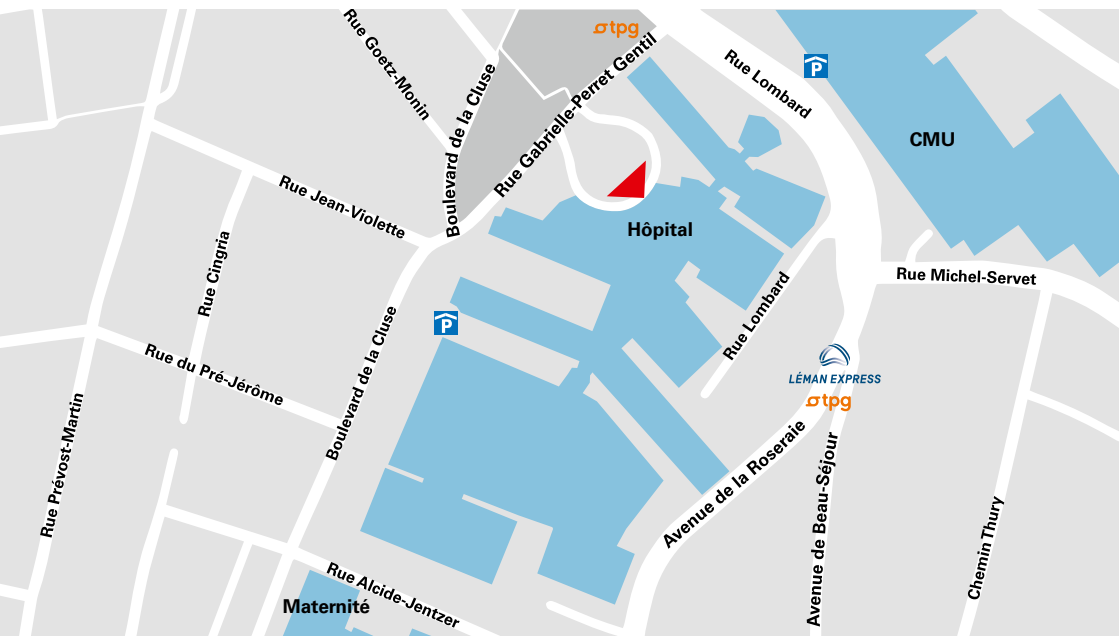 Rue Goetz-Monin
tpg
Rue Lombard
P
CMU
Boulevard de la Cluse
Rue Gabrielle-Perret Gentil
Rue Jean-Violette
Hôpital
Rue Cingria
Rue Michel-Servet
Rue Lombard
P
Rue du Pré-Jérôme
Boulevard de la Cluse
LÉMAN EXPRESS
tpg
Rue Prévost-Martin
Avenue de la Roseraie
Avenue de Beau-Séjour
Chemin Thury
Rue Alcide-Jentzer
Maternité